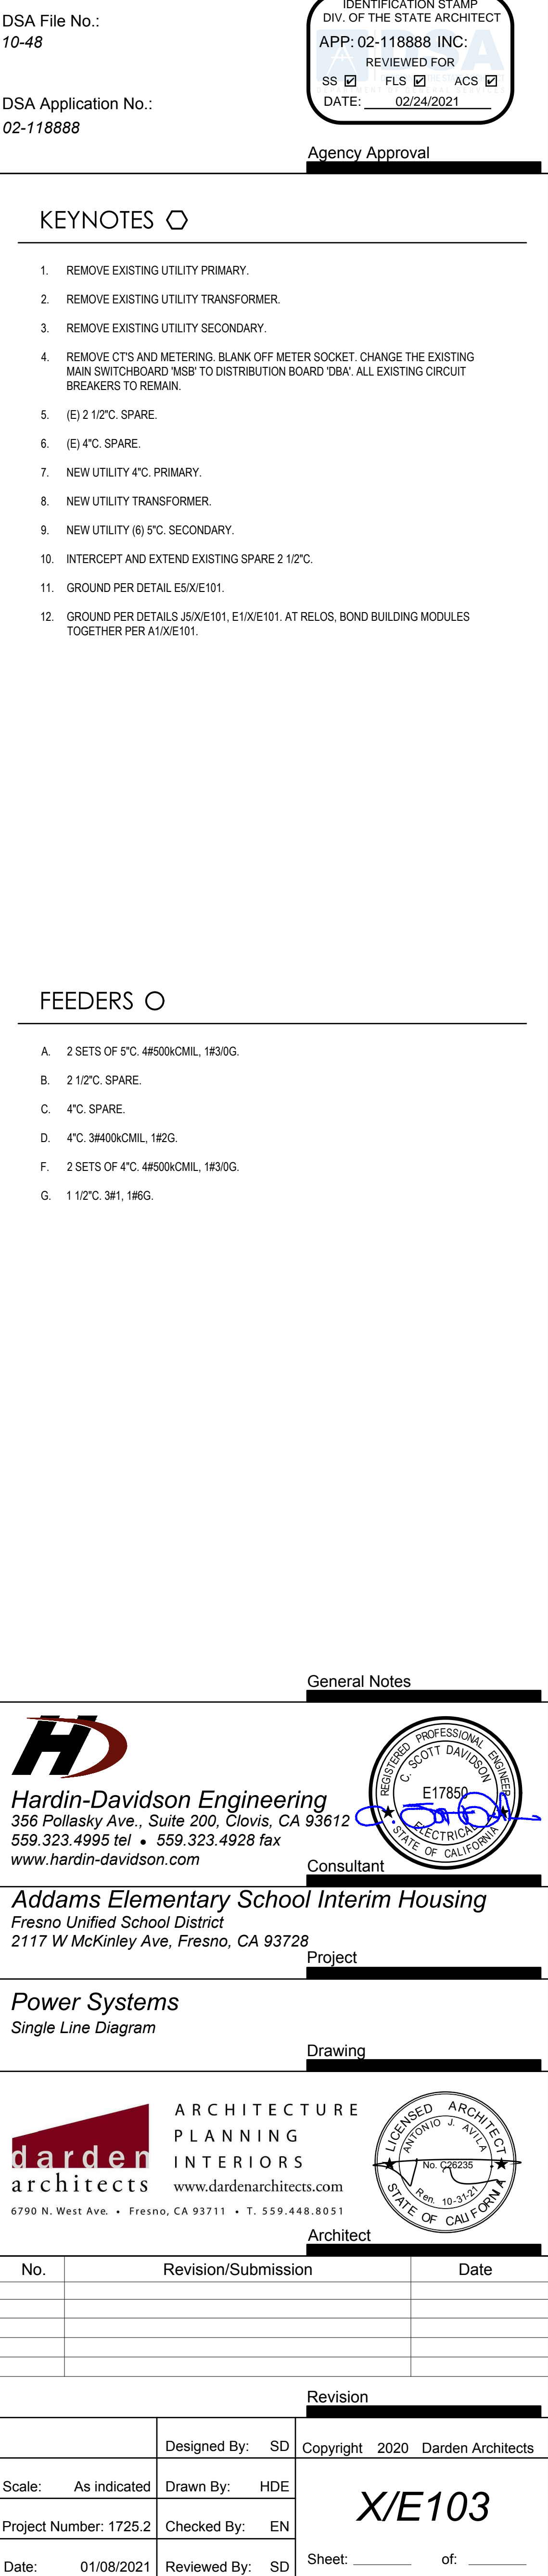 DSA File No.:
10-48
DSA Application No.:
02-118888
IDENTIFICATION STAMP
DIV. OF THE STATE ARCHITECT
APP: 02-118888 INC:
REVIEWED FOR
SS ☑ FLS ☑ ACS ☑
DATE: 02/24/2021
Agency Approval
KEYNOTES
1. REMOVE EXISTING UTILITY PRIMARY.
2. REMOVE EXISTING UTILITY TRANSFORMER.
3. REMOVE EXISTING UTILITY SECONDARY.
4. REMOVE CT'S AND METERING. BLANK OFF METER SOCKET. CHANGE THE EXISTING
MAIN SWITCHBOARD 'MSB' TO DISTRIBUTION BOARD 'DBA'. ALL EXISTING CIRCUIT
BREAKERS TO REMAIN.
5. (E) 2 1/2"C. SPARE.
6. (E) 4"C. SPARE.
7. NEW UTILITY 4"C. PRIMARY.
8. NEW UTILITY TRANSFORMER.
9. NEW UTILITY (6) 5"C. SECONDARY.
10. INTERCEPT AND EXTEND EXISTING SPARE 2 1/2"C.
11. GROUND PER DETAIL E5/X/E101.
12. GROUND PER DETAILS J5/X/E101, E1/X/E101. AT RELOS, BOND BUILDING MODULES
TOGETHER PER A1/X/E101.
FEEDERS
A. 2 SETS OF 5"C. 4#500kCMIL, 1#3/0G.
B. 2 1/2"C. SPARE.
C. 4"C. SPARE.
D. 4"C. 3#400kCMIL, 1#2G.
F. 2 SETS OF 4"C. 4#500kCMIL, 1#3/0G.
G. 1 1/2"C. 3#1, 1#6G.
General Notes
HD
Hardin-Davidson Engineering
356 Pollasky Ave., Suite 200, Clovis, CA 93612
559.323.4995 tel • 559.323.4928 fax
www.hardin-davidson.com
REGISTERED PROFESSIONAL ENGINEER
C. SCOTT DAVIDSON
E17850
ELECTRICAL
STATE OF CALIFORNIA
Consultant
Addams Elementary School Interim Housing
Fresno Unified School District
2117 W McKinley Ave, Fresno, CA 93728
Project
Power Systems
Single Line Diagram
Drawing
darden
architects
ARCHITECTURE
PLANNING
INTERIORS
www.dardenarchitects.com
6790 N. West Ave. • Fresno, CA 93711 • T. 559.448.8051
LICENSED ARCHITECT
ANTONIO J. AVILA
No. C26235
Ren. 10-31-21
STATE OF CALIFORNIA
Architect
No. Revision/Submission Date
Revision
Designed By: SD
Copyright 2020 Darden Architects
Scale: As indicated Drawn By: HDE
X/E103
Project Number: 1725.2 Checked By: EN
Date: 01/08/2021 Reviewed By: SD
Sheet: of: